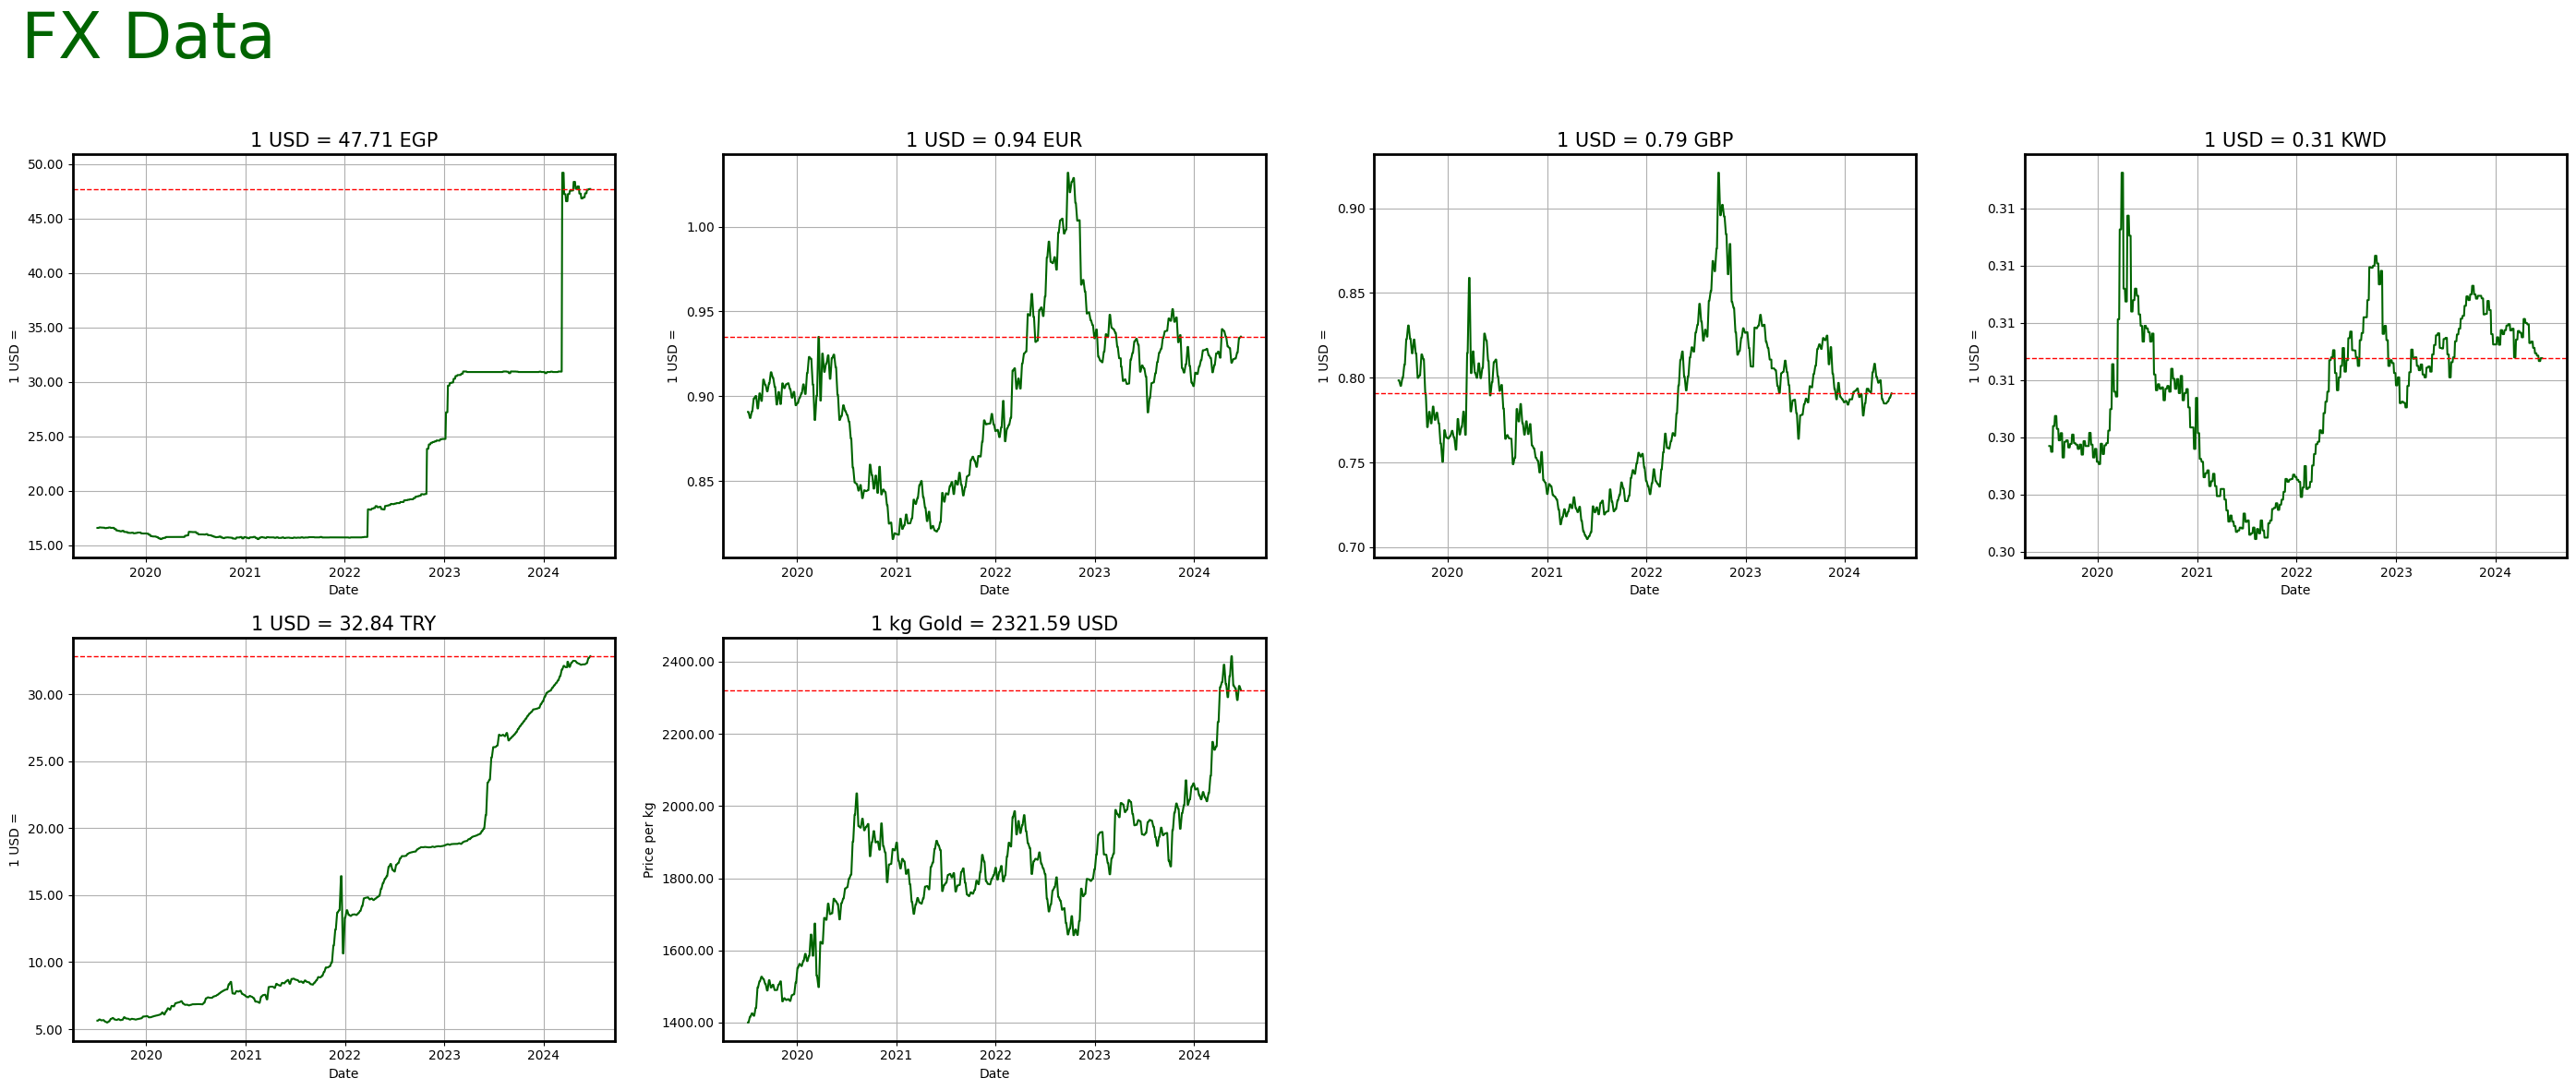 FX Data
1 USD = 47.71 EGP
50.00
45.00
40.00
35.00
30.00
25.00
20.00
15.00
1 USD =
2020 2021 2022 2023 2024
Date
1 USD = 0.94 EUR
1.00
0.95
0.90
0.85
1 USD =
2020 2021 2022 2023 2024
Date
1 USD = 0.79 GBP
0.90
0.85
0.80
0.75
0.70
1 USD =
2020 2021 2022 2023 2024
Date
1 USD = 0.31 KWD
0.31
0.31
0.31
0.31
0.30
0.30
0.30
1 USD =
2020 2021 2022 2023 2024
Date
1 USD = 32.84 TRY
30.00
25.00
20.00
15.00
10.00
5.00
1 USD =
2020 2021 2022 2023 2024
Date
1 kg Gold = 2321.59 USD
2400.00
2200.00
2000.00
1800.00
1600.00
1400.00
Price per kg
2020 2021 2022 2023 2024
Date